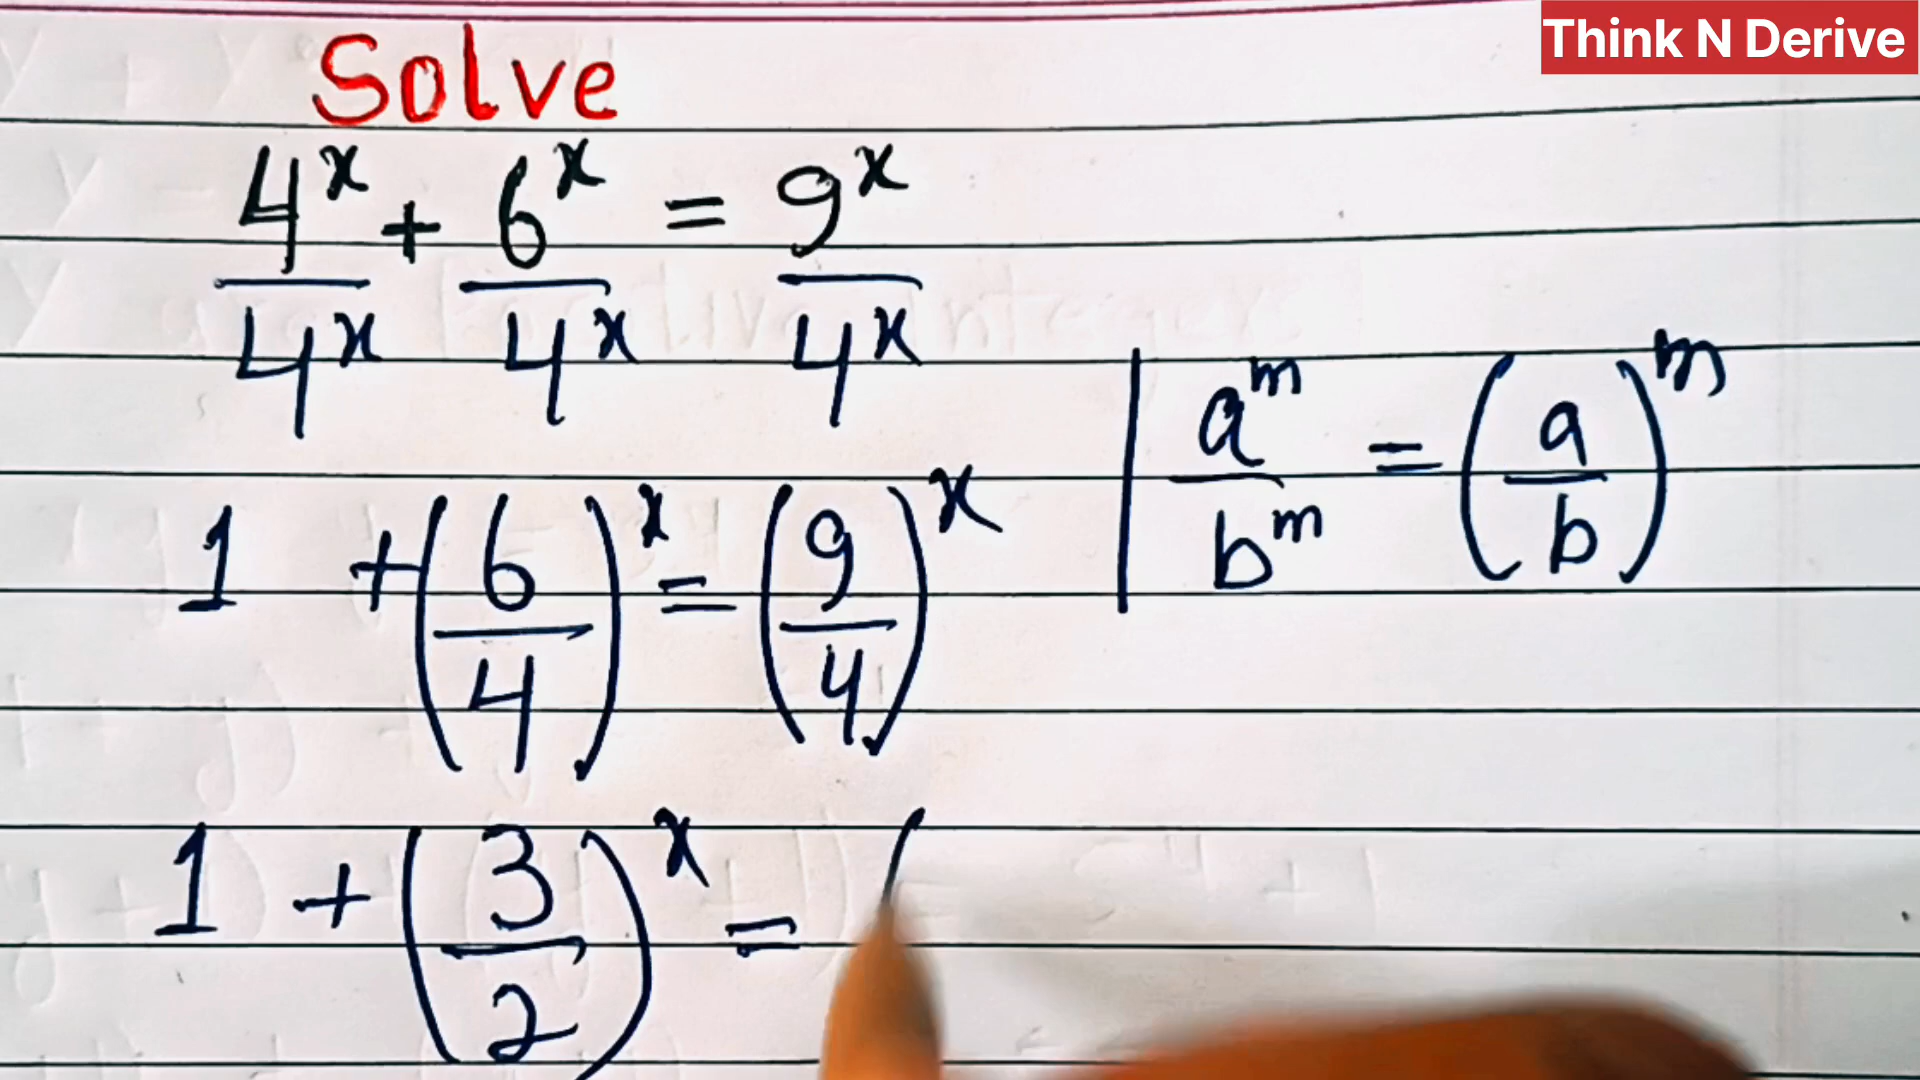 Think N Derive
Solve
4^x + 6^x = 9^x
4^x 4^x 4^x
1 + (6/4)^x = (9/4)^x
a^m/b^m = (a/b)^m
1 + (3/2)^x = (